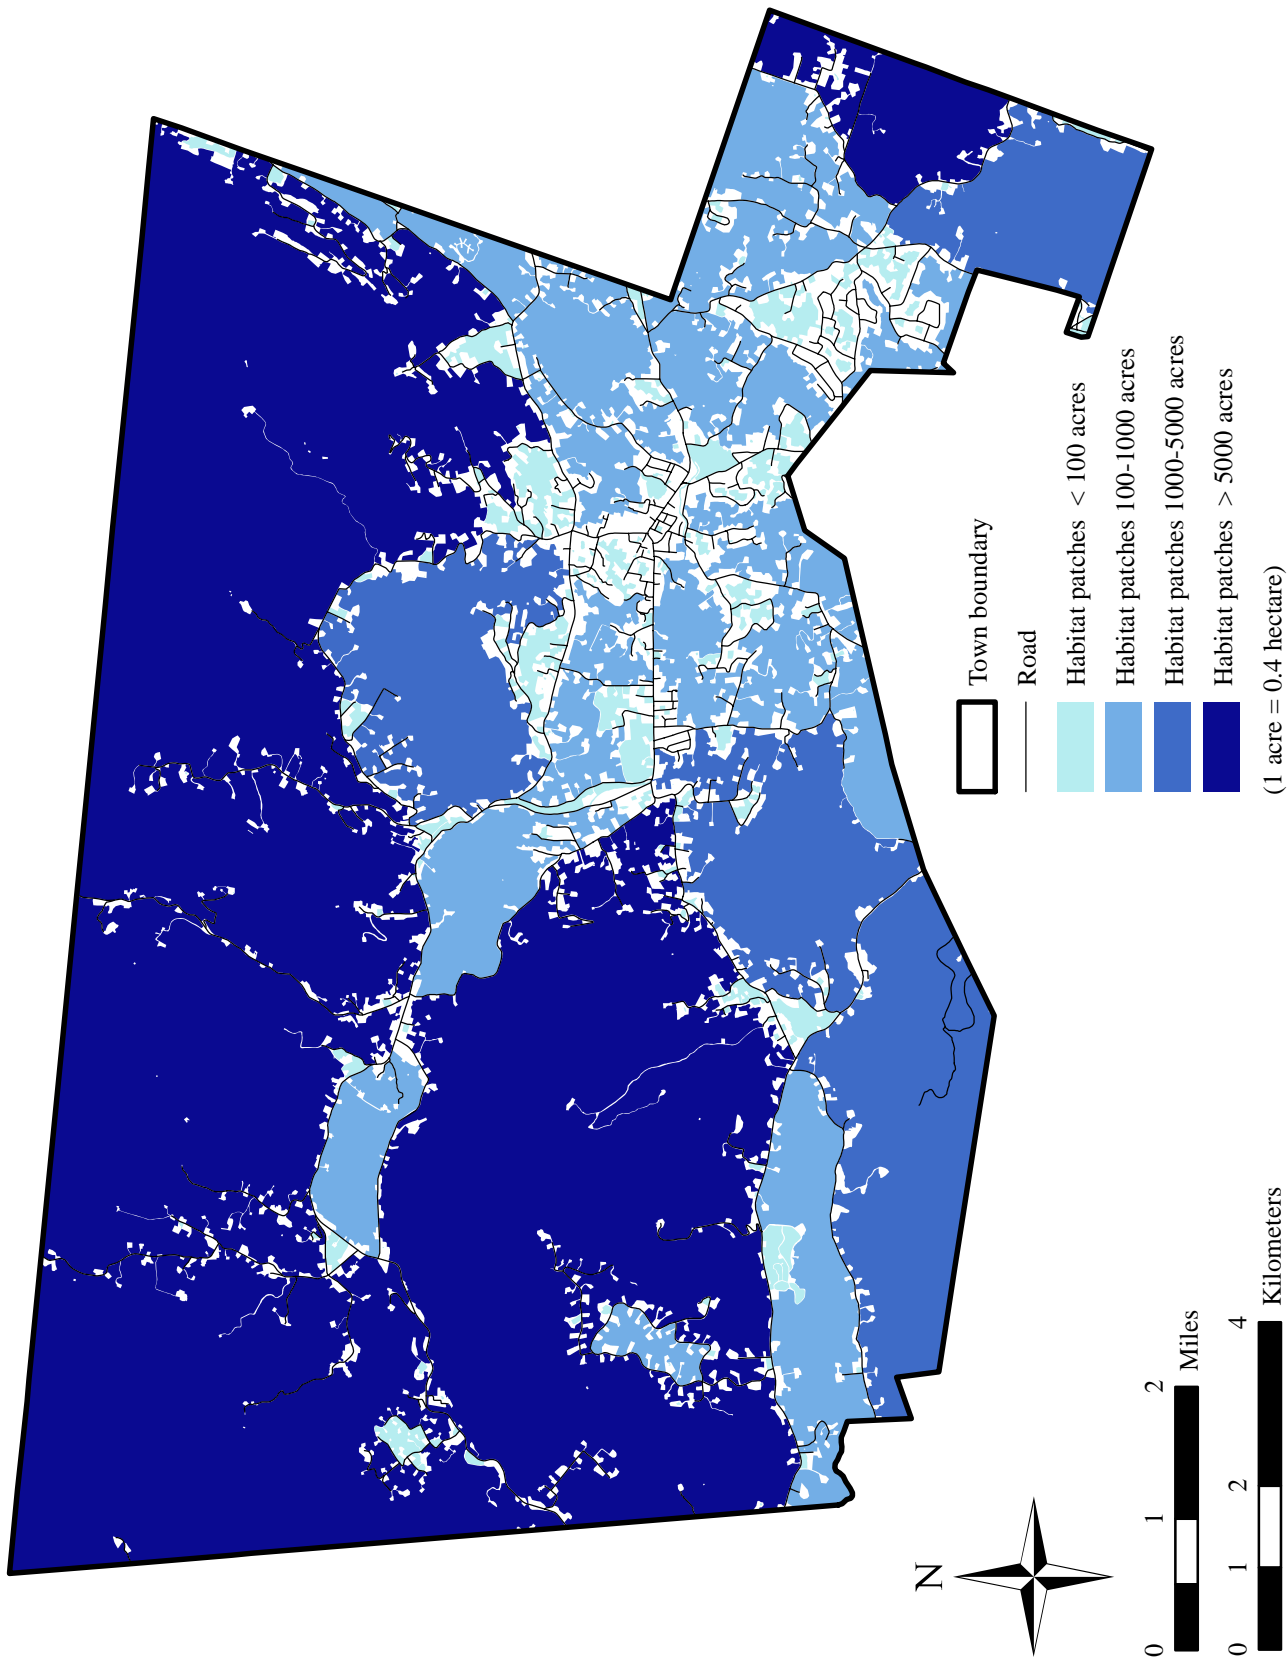 Town boundary
Road
Habitat patches < 100 acres
Habitat patches 100-1000 acres
Habitat patches 1000-5000 acres
Habitat patches > 5000 acres
(1 acre = 0.4 hectare)
N
0 1 2 Miles
0 1 2 4 Kilometers